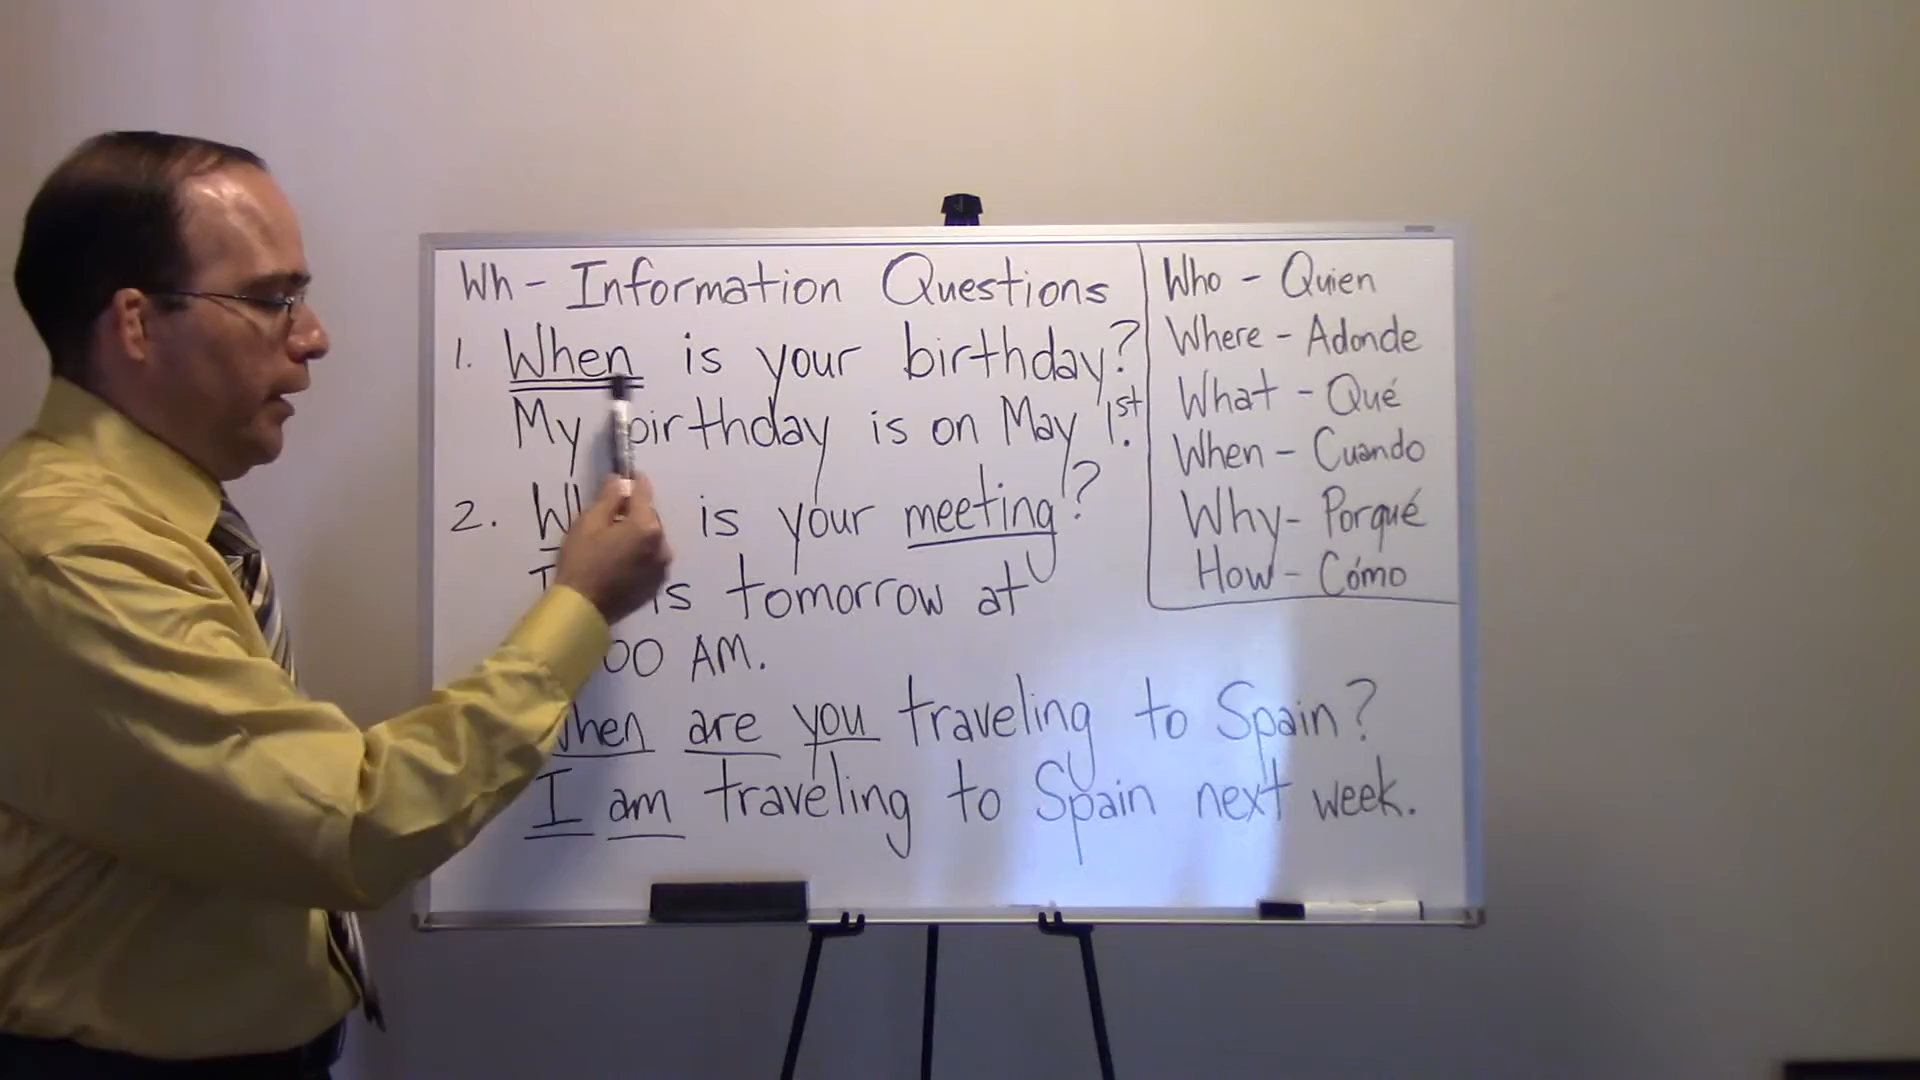 Wh - Information Questions
1. When is your birthday?
My birthday is on May 1st.
2. is your meeting?
is tomorrow at
00 AM.
When are you traveling to Spain?
I am traveling to Spain next week.
Who - Quien
Where - Adonde
What - Qué
When - Cuando
Why - Porqué
How - Cómo